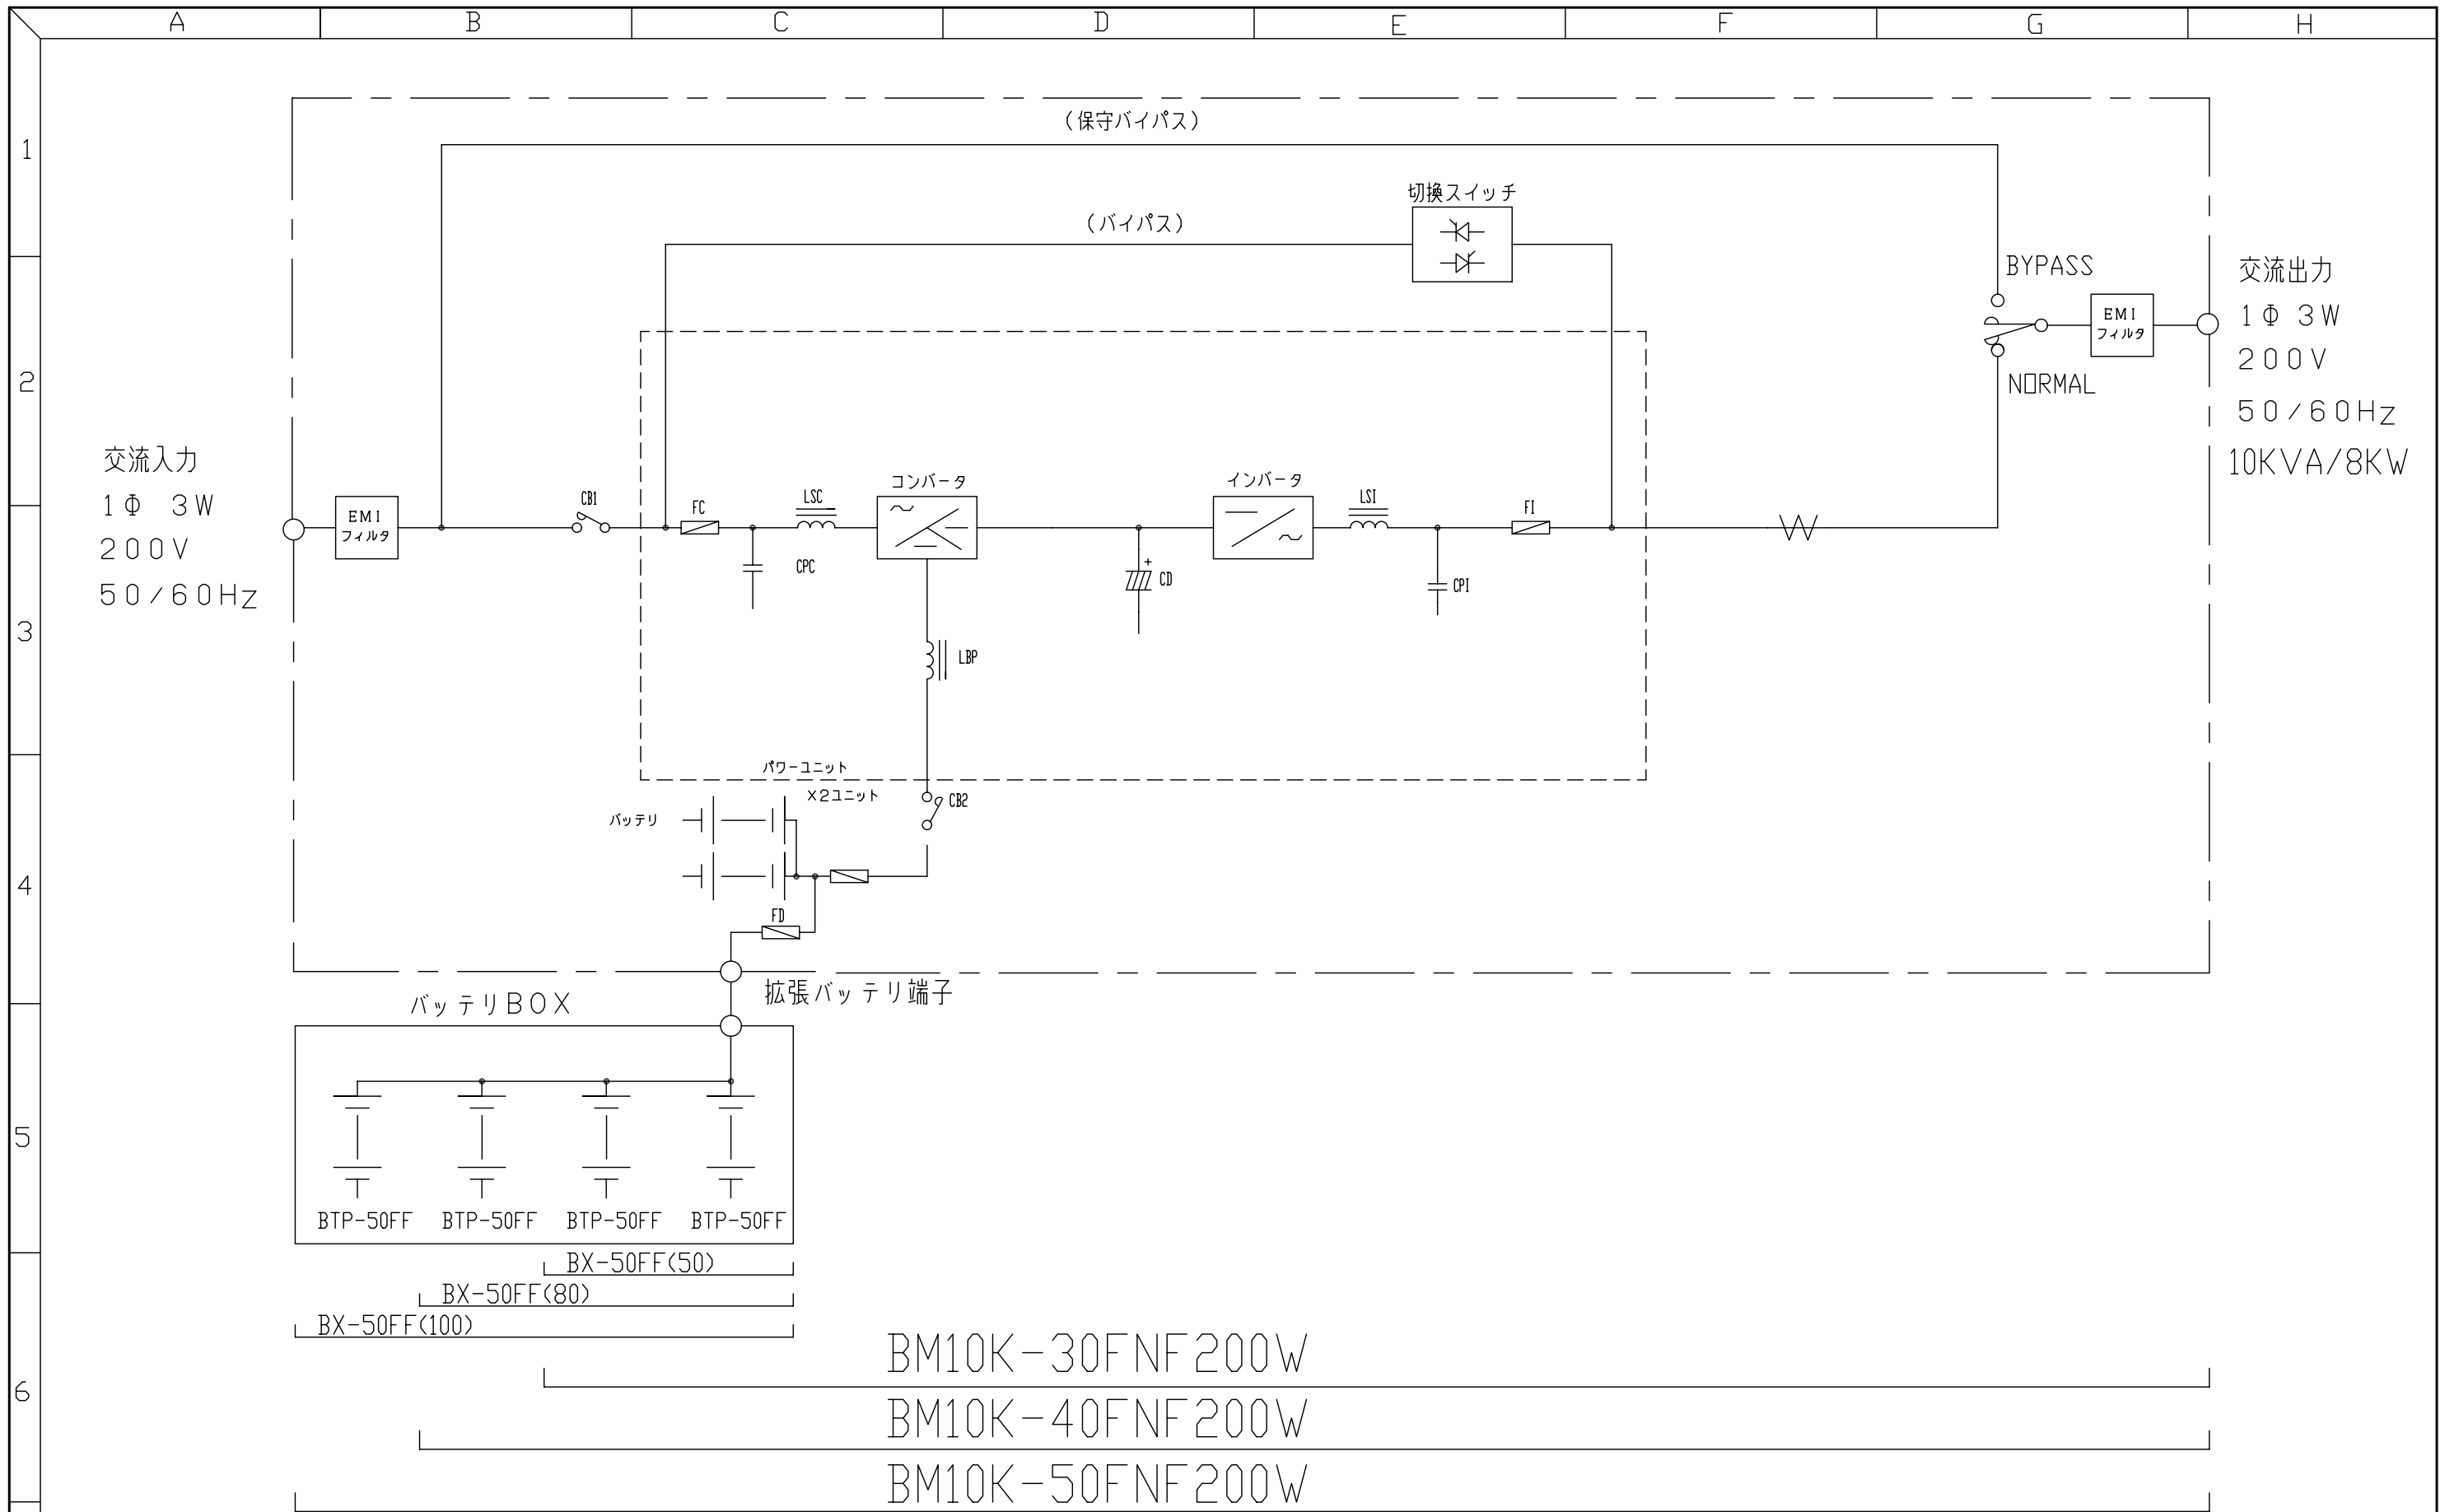 A B C D E F G H
1
(保守バイパス)
切換スイッチ
(バイパス)
BYPASS
交流出力
1Φ 3W
200V
50/60Hz
10KVA/8KW
EMI
フィルタ
2
NORMAL
交流入力
1Φ 3W
200V
50/60Hz
EMI
フィルタ
CB1
FC
LSC
コンバータ
インバータ
LSI
FI
CPC
+
CD
CPI
3
LBP
パワーユニット
×2ユニット
バッテリ
CB2
4
FD
拡張バッテリ端子
バッテリBOX
5
BTP-50FF BTP-50FF BTP-50FF BTP-50FF
BX-50FF(50)
BX-50FF(80)
BX-50FF(100)
6
BM10K-30FNF200W
BM10K-40FNF200W
BM10K-50FNF200W